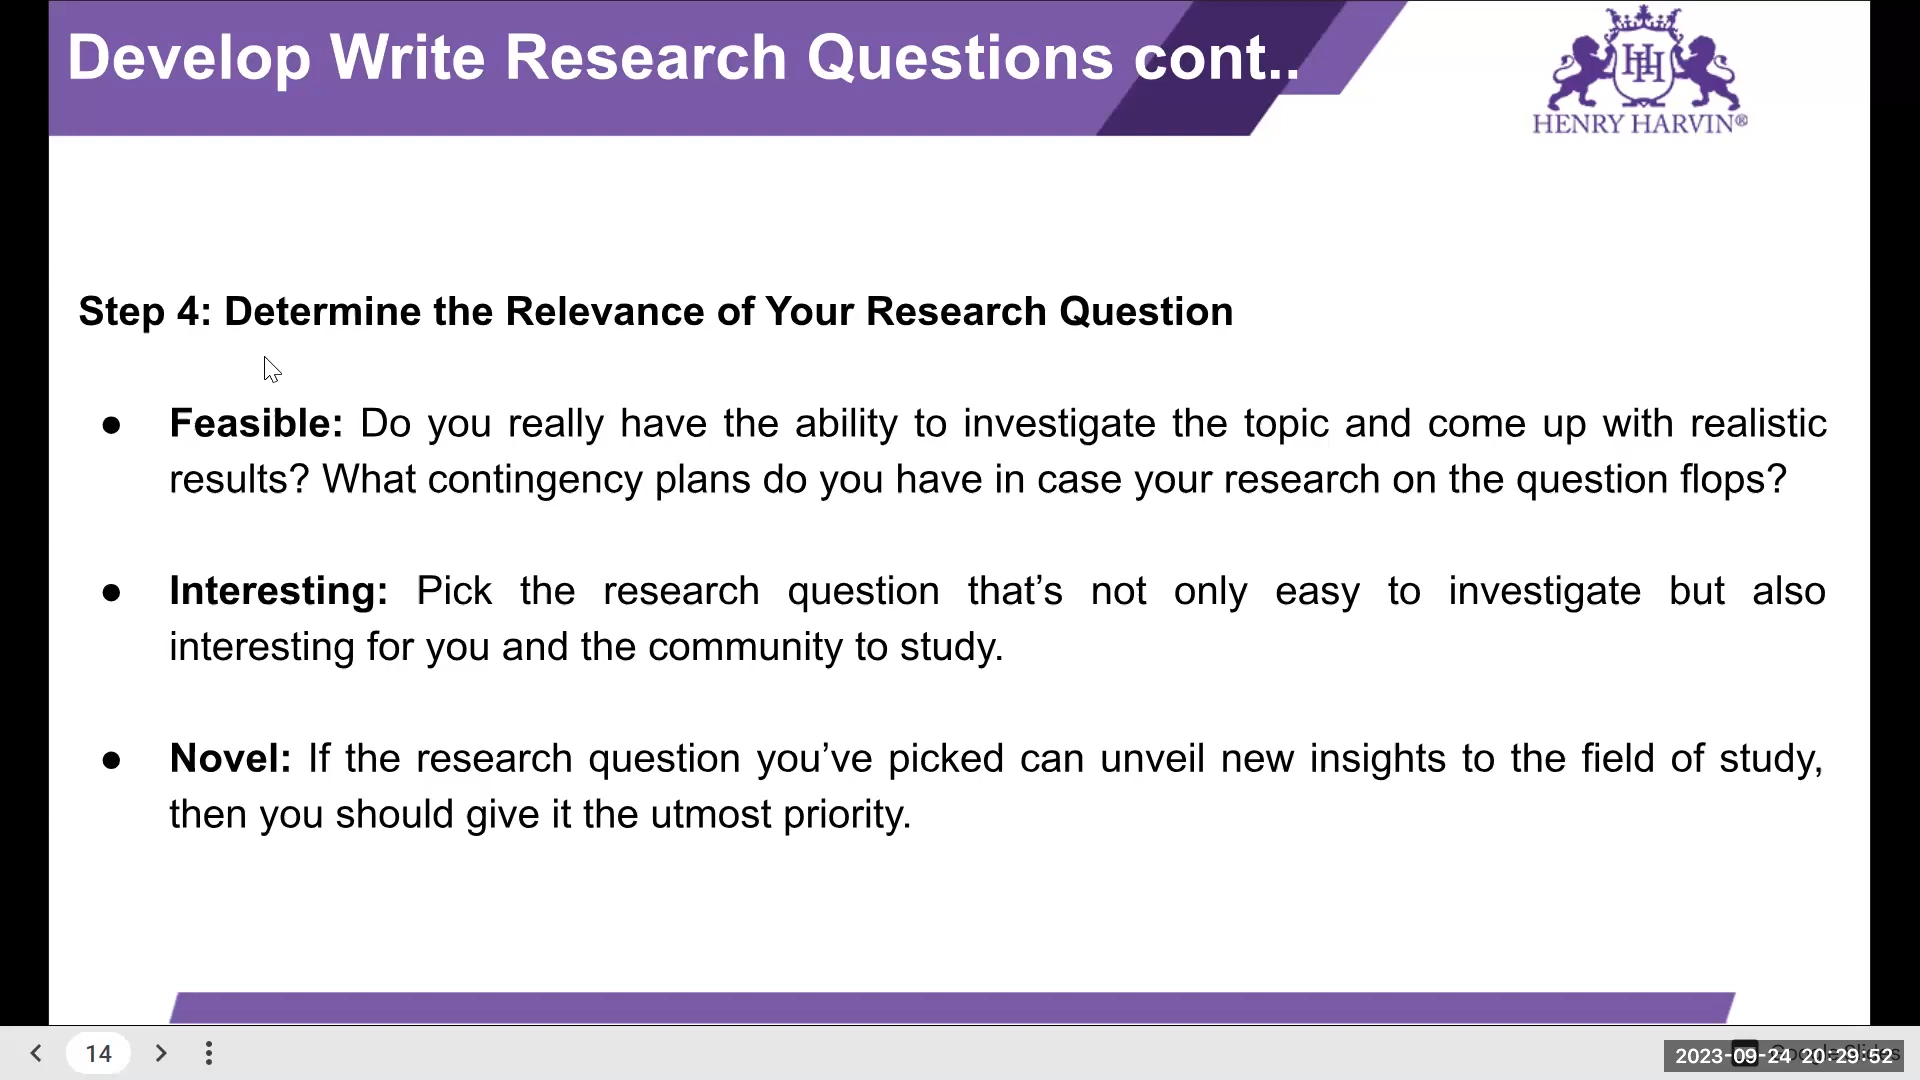 Develop Write Research Questions cont..
HENRY HARVIN®
Step 4: Determine the Relevance of Your Research Question
● Feasible: Do you really have the ability to investigate the topic and come up with realistic
results? What contingency plans do you have in case your research on the question flops?
● Interesting: Pick the research question that’s not only easy to investigate but also
interesting for you and the community to study.
● Novel: If the research question you’ve picked can unveil new insights to the field of study,
then you should give it the utmost priority.
14
2023-09-24 20:29:52